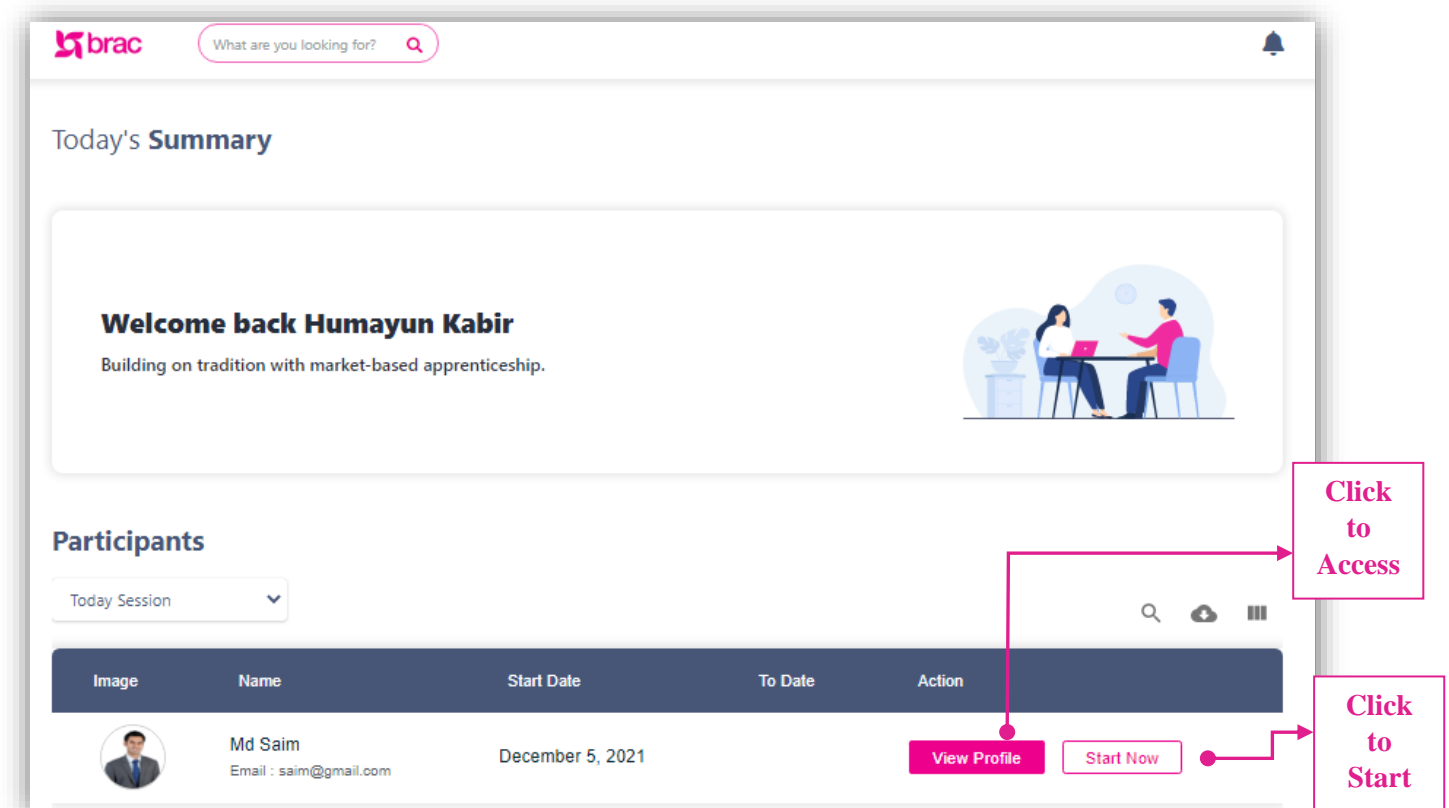 brac
What are you looking for?
Today's Summary
Welcome back Humayun Kabir
Building on tradition with market-based apprenticeship.
Click
to
Access
Participants
Today Session
Image Name Start Date To Date Action
Md Saim
Email : saim@gmail.com
December 5, 2021
View Profile
Start Now
Click
to
Start